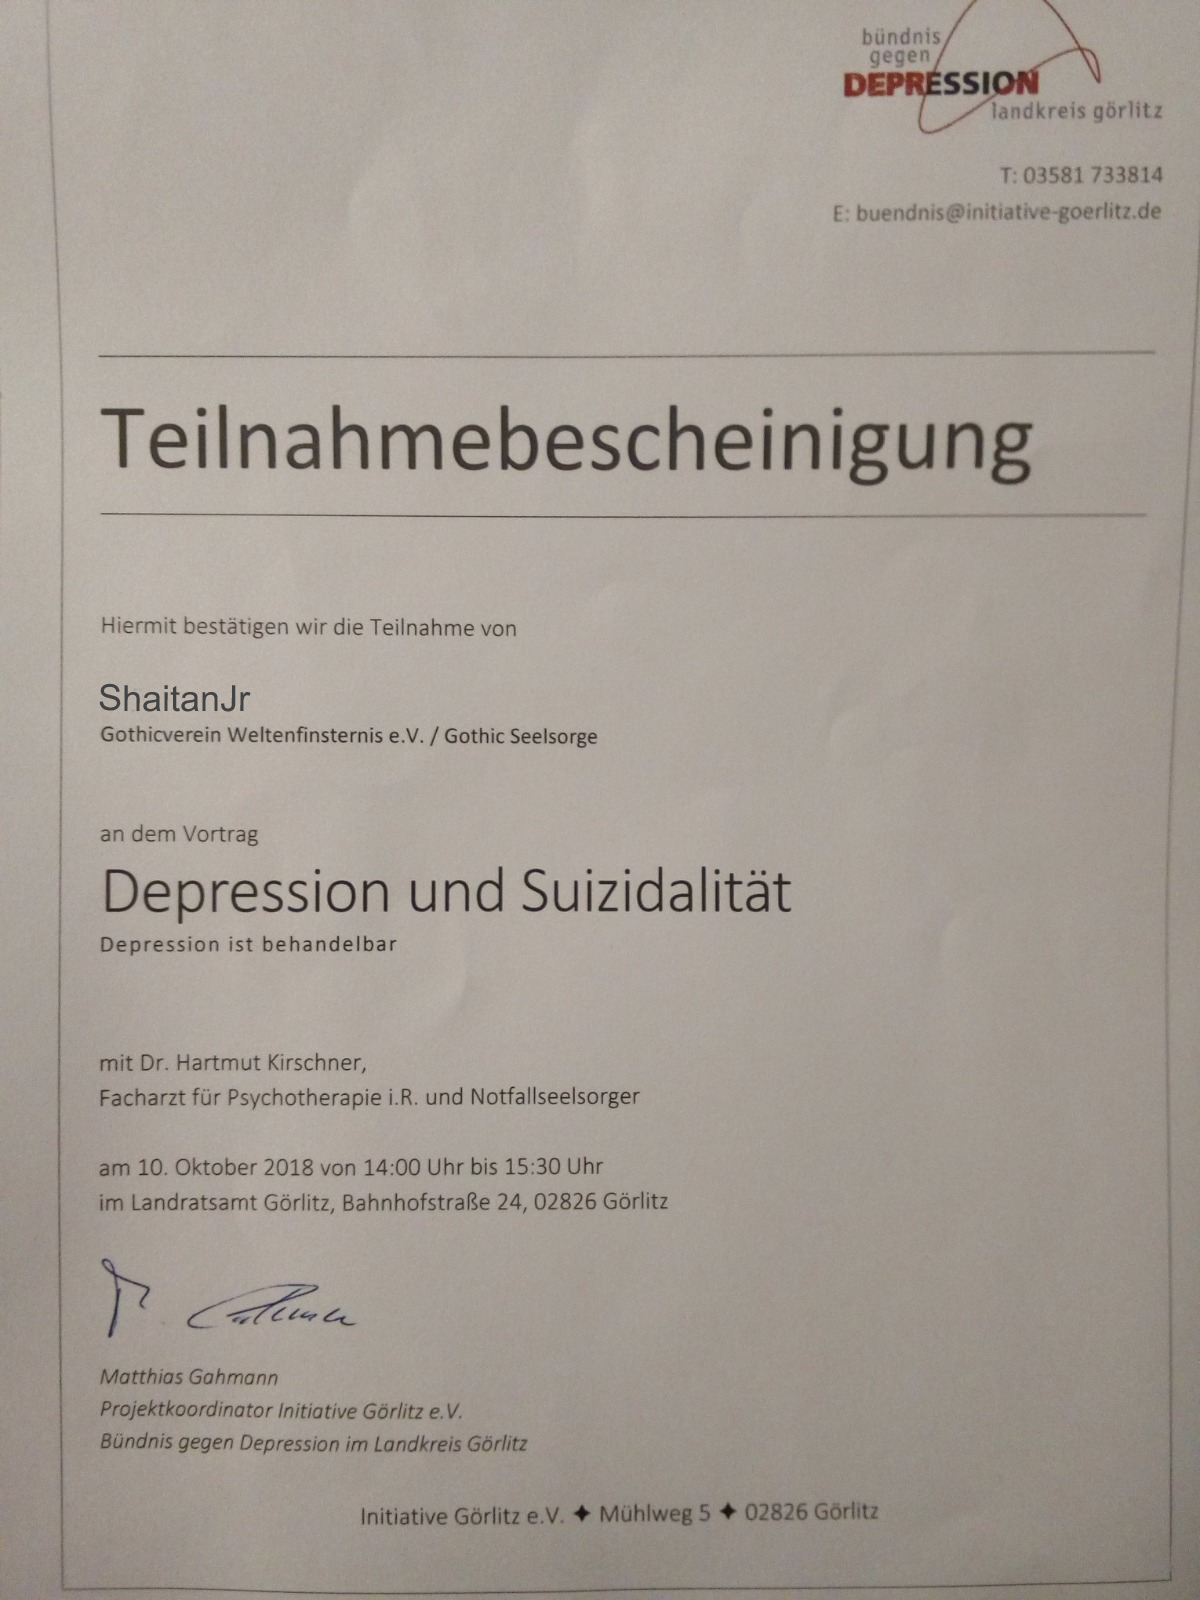 bündnis
gegen
DEPRESSION
landkreis görlitz
T: 03581 733814
E: buendnis@initiative-goerlitz.de
Teilnahmebescheinigung
Hiermit bestätigen wir die Teilnahme von
ShaitanJr
Gothicverein Weltenfinsternis e.V. / Gothic Seelsorge
an dem Vortrag
Depression und Suizidalität
Depression ist behandelbar
mit Dr. Hartmut Kirschner,
Facharzt für Psychotherapie i.R. und Notfallseelsorger
am 10. Oktober 2018 von 14:00 Uhr bis 15:30 Uhr
im Landratsamt Görlitz, Bahnhofstraße 24, 02826 Görlitz
Matthias Gahmann
Projektkoordinator Initiative Görlitz e.V.
Bündnis gegen Depression im Landkreis Görlitz
Initiative Görlitz e.V. ✦ Mühlweg 5 ✦ 02826 Görlitz